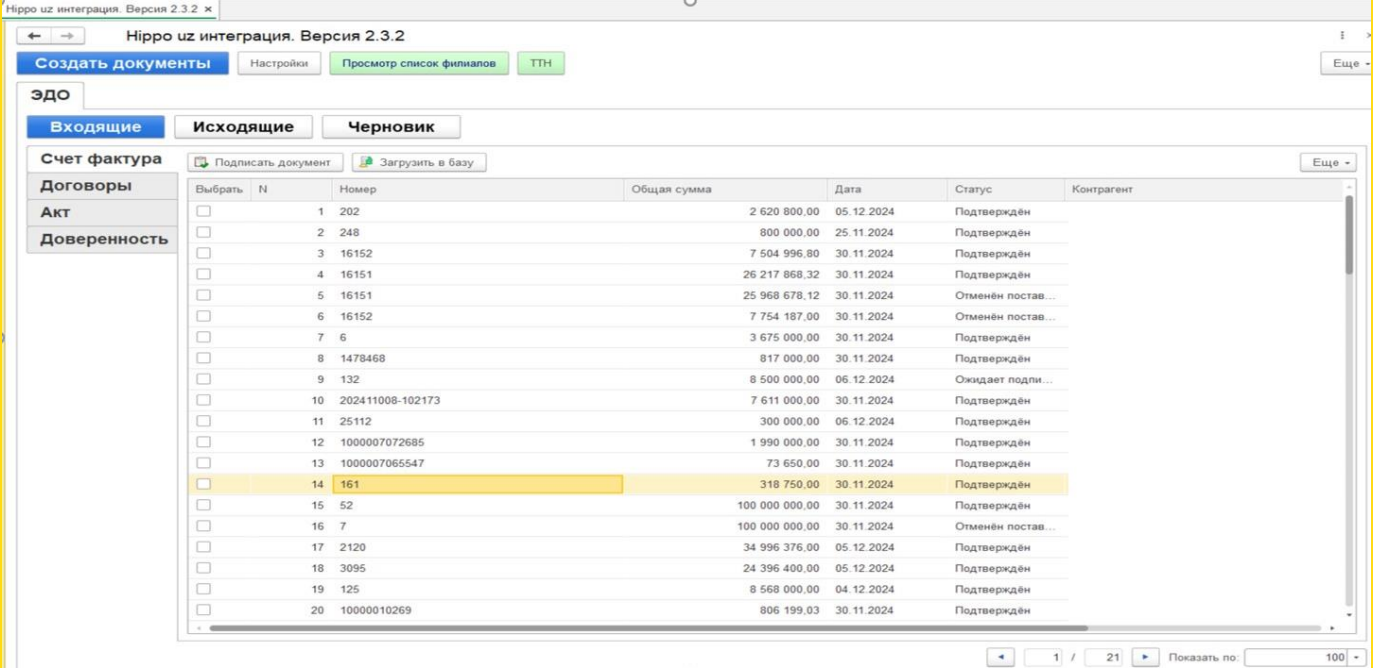 Hippo uz интеграция. Версия 2.3.2 ×
← → Hippo uz интеграция. Версия 2.3.2
Создать документы Настройки Просмотр список филиалов ТТН Еще
ЭДО
Входящие Исходящие Черновик
Счет фактура Подписать документ Загрузить в базу Еще
Договоры
Акт
Доверенность
Выбрать N Номер Общая сумма Дата Статус Контрагент
1 202 2 620 800,00 05.12.2024 Подтверждён
2 248 800 000,00 25.11.2024 Подтверждён
3 16152 7 504 996,80 30.11.2024 Подтверждён
4 16151 26 217 868,32 30.11.2024 Подтверждён
5 16151 25 968 678,12 30.11.2024 Отменён постав...
6 16152 7 754 187,00 30.11.2024 Отменён постав...
7 6 3 675 000,00 30.11.2024 Подтверждён
8 1478468 817 000,00 30.11.2024 Подтверждён
9 132 8 500 000,00 06.12.2024 Ожидает подпи...
10 202411008-102173 7 611 000,00 30.11.2024 Подтверждён
11 25112 300 000,00 06.12.2024 Подтверждён
12 1000007072685 1 990 000,00 30.11.2024 Подтверждён
13 1000007065547 73 650,00 30.11.2024 Подтверждён
14 161 318 750,00 30.11.2024 Подтверждён
15 52 100 000 000,00 30.11.2024 Подтверждён
16 7 100 000 000,00 30.11.2024 Отменён постав...
17 2120 34 996 376,00 05.12.2024 Подтверждён
18 3095 24 396 400,00 05.12.2024 Подтверждён
19 125 8 568 000,00 04.12.2024 Подтверждён
20 10000010269 806 199,03 30.11.2024 Подтверждён
1 / 21 Показать по: 100